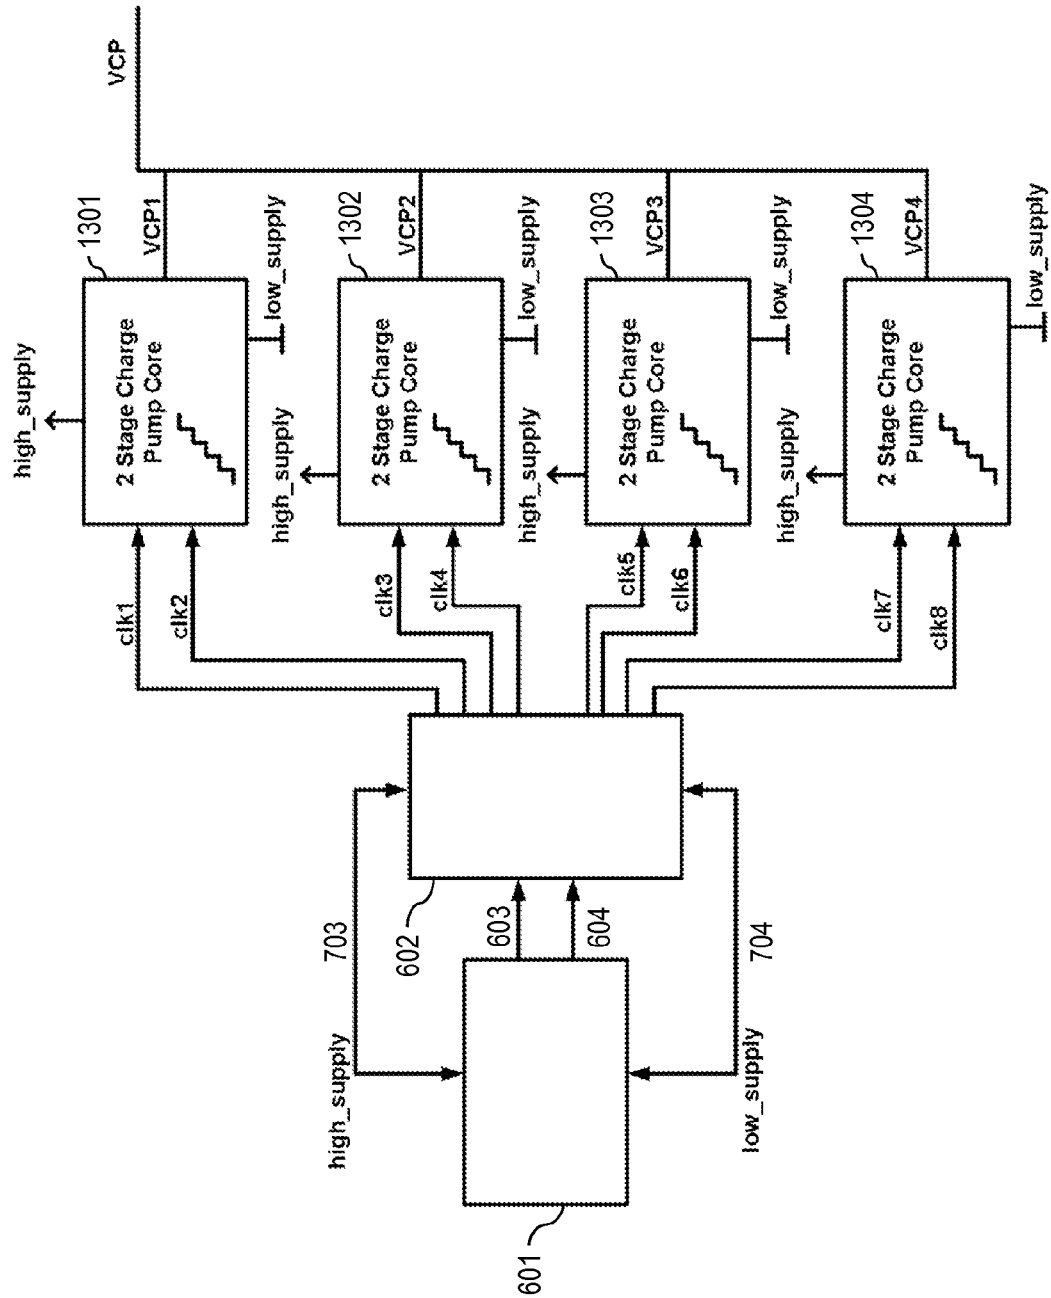 601
high_supply
low_supply
703
704
603
604
602
clk1
clk2
clk3
clk4
clk5
clk6
clk7
clk8
high_supply
2 Stage Charge
Pump Core
1301
VCP1
low_supply
high_supply
2 Stage Charge
Pump Core
1302
VCP2
low_supply
high_supply
2 Stage Charge
Pump Core
1303
VCP3
low_supply
high_supply
2 Stage Charge
Pump Core
1304
VCP4
low_supply
VCP